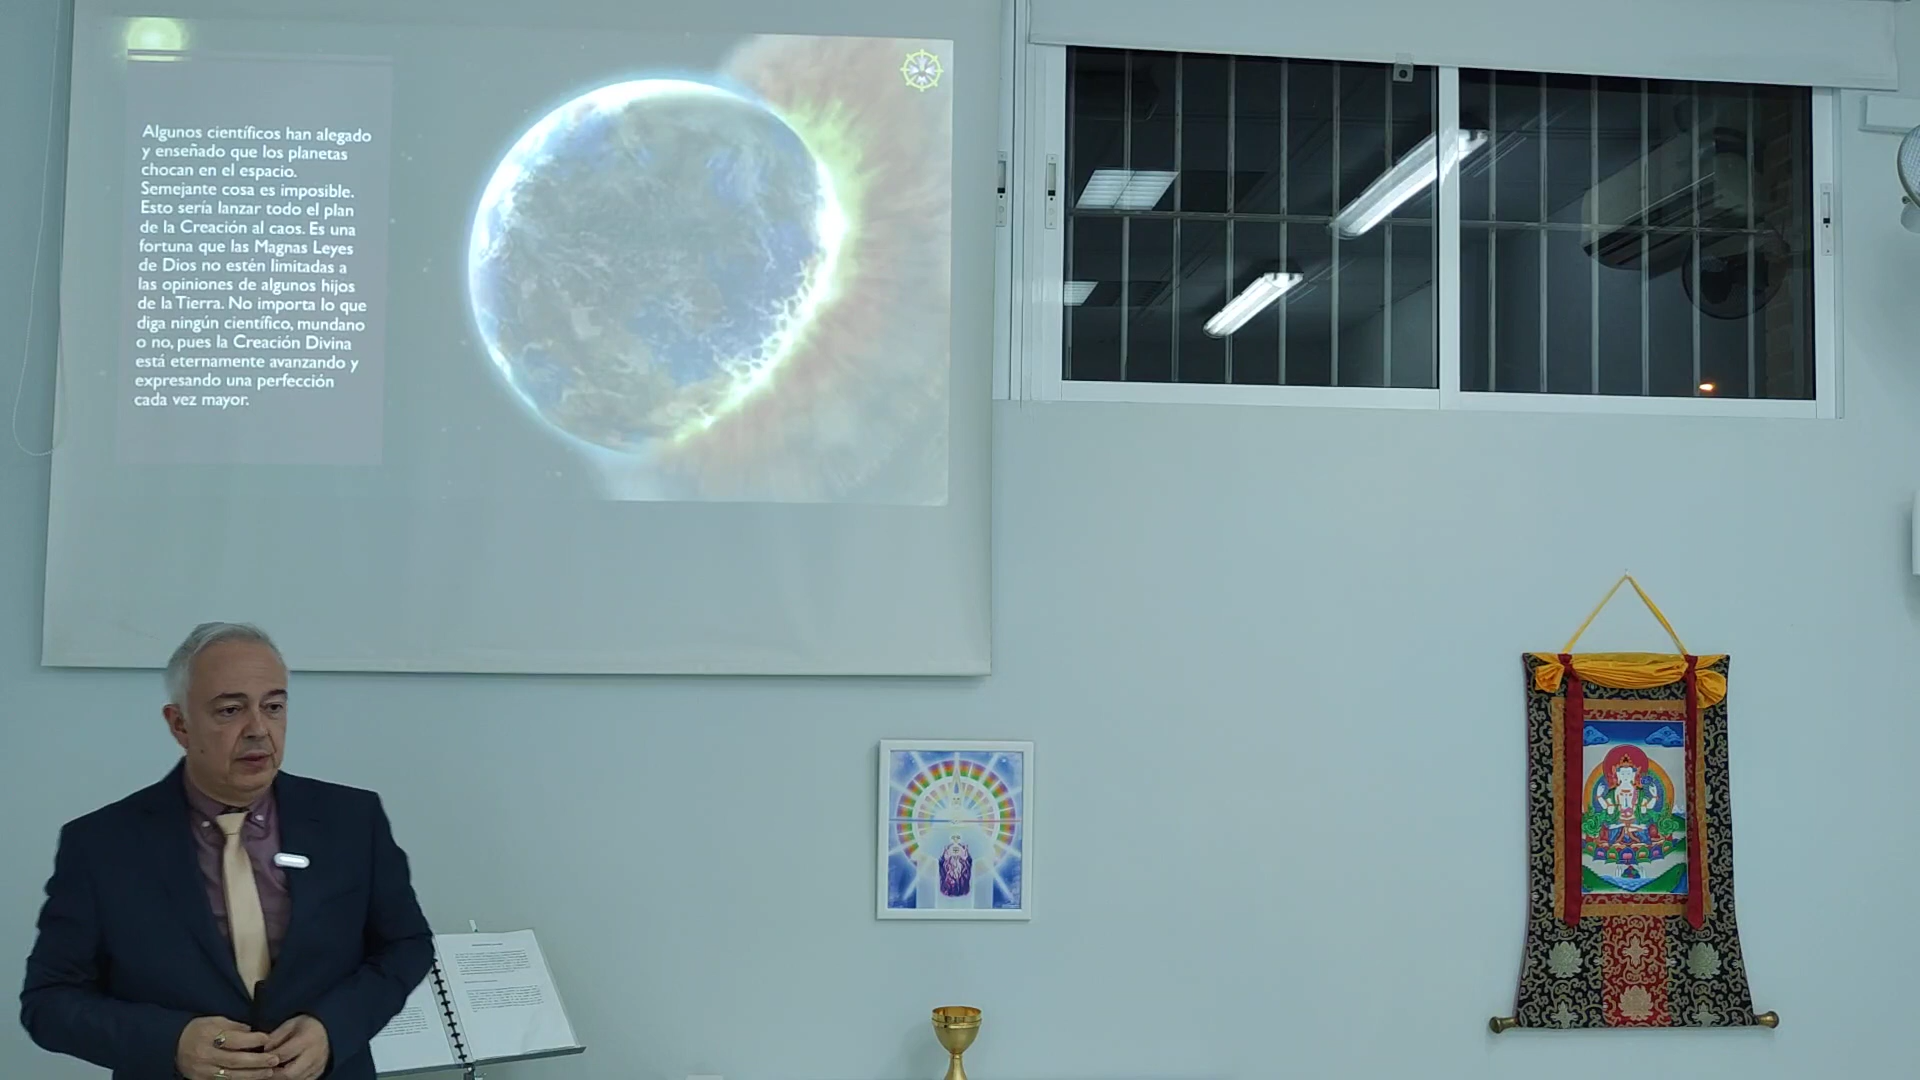 Algunos científicos han alegado
y enseñado que los planetas
chocan en el espacio.
Semejante cosa es imposible.
Esto sería lanzar todo el plan
de la Creación al caos. Es una
fortuna que las Magnas Leyes
de Dios no estén limitadas a
las opiniones de algunos hijos
de la Tierra. No importa lo que
diga ningún científico, mundano
o no, pues la Creación Divina
está eternamente avanzando y
expresando una perfección
cada vez mayor.